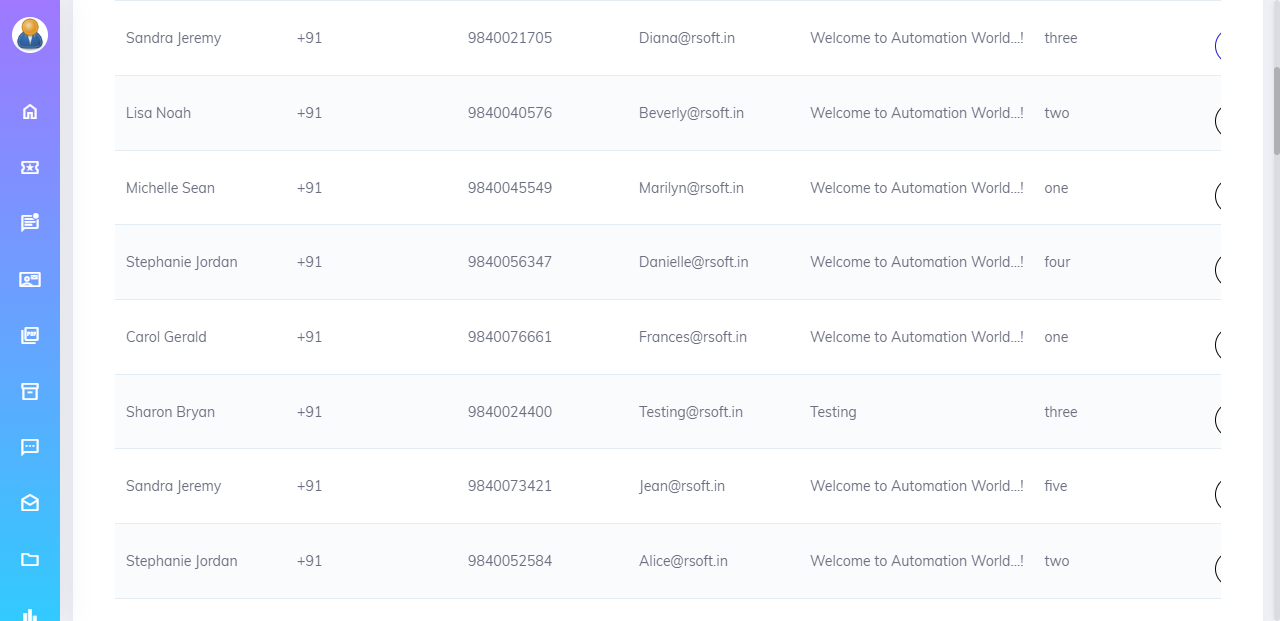 Sandra Jeremy +91 9840021705 Diana@rsoft.in Welcome to Automation World...! three
Lisa Noah +91 9840040576 Beverly@rsoft.in Welcome to Automation World...! two
Michelle Sean +91 9840045549 Marilyn@rsoft.in Welcome to Automation World...! one
Stephanie Jordan +91 9840056347 Danielle@rsoft.in Welcome to Automation World...! four
Carol Gerald +91 9840076661 Frances@rsoft.in Welcome to Automation World...! one
Sharon Bryan +91 9840024400 Testing@rsoft.in Testing three
Sandra Jeremy +91 9840073421 Jean@rsoft.in Welcome to Automation World...! five
Stephanie Jordan +91 9840052584 Alice@rsoft.in Welcome to Automation World...! two